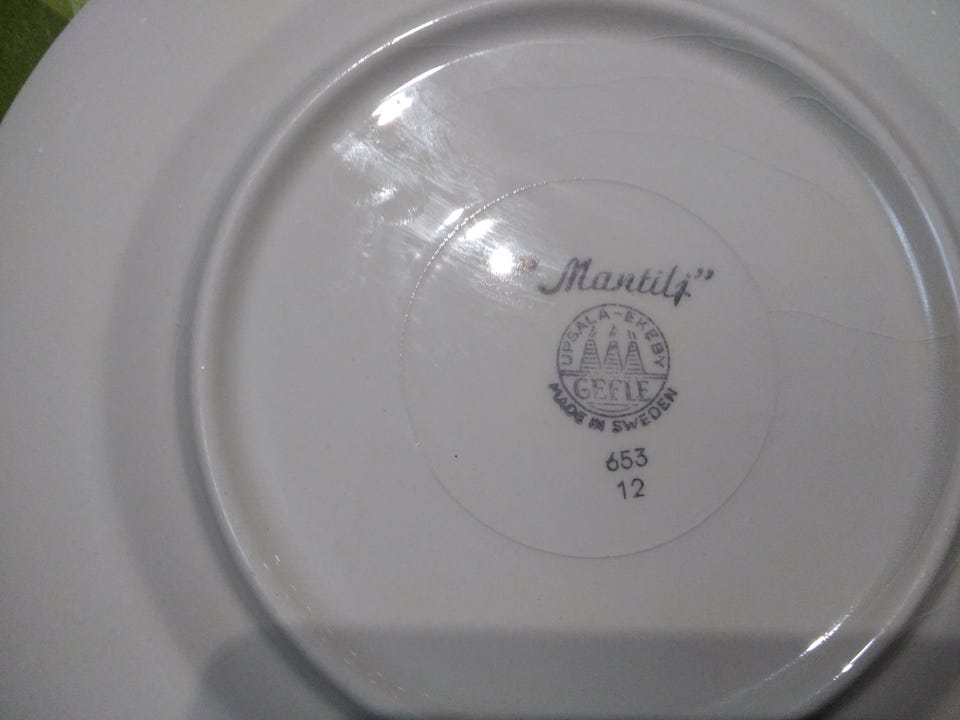 "Mantilj"
UPSALA-EKEBY
GEFLE
MADE IN SWEDEN
653
12